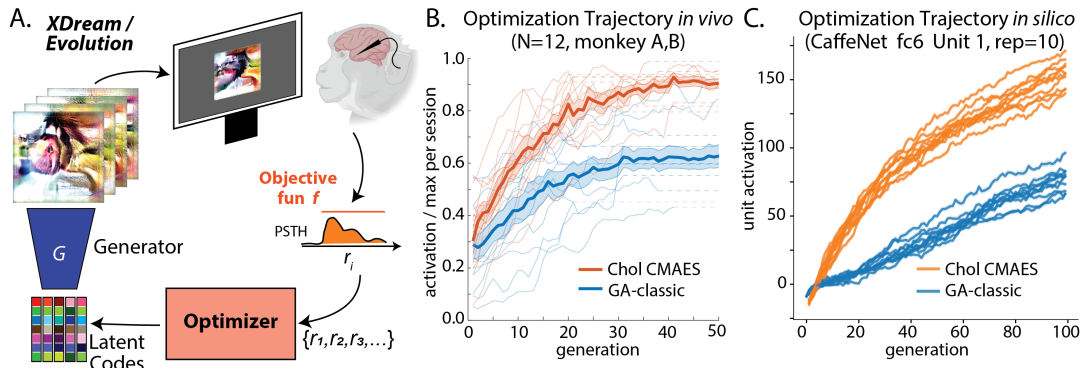 A.
XDream /
Evolution
Objective
fun f
PSTH
r_i
G
Generator
Optimizer
{r₁,r₂,r₃,...}
Latent
Codes
B.
Optimization Trajectory in vivo
(N=12, monkey A,B)
activation / max per session
1.0
0.8
0.6
0.4
0.2
0.0
Chol CMAES
GA-classic
0
10
20
30
40
50
generation
C.
Optimization Trajectory in silico
(CaffeNet fc6 Unit 1, rep=10)
unit activation
150
100
50
0
Chol CMAES
GA-classic
0
20
40
60
80
100
generation